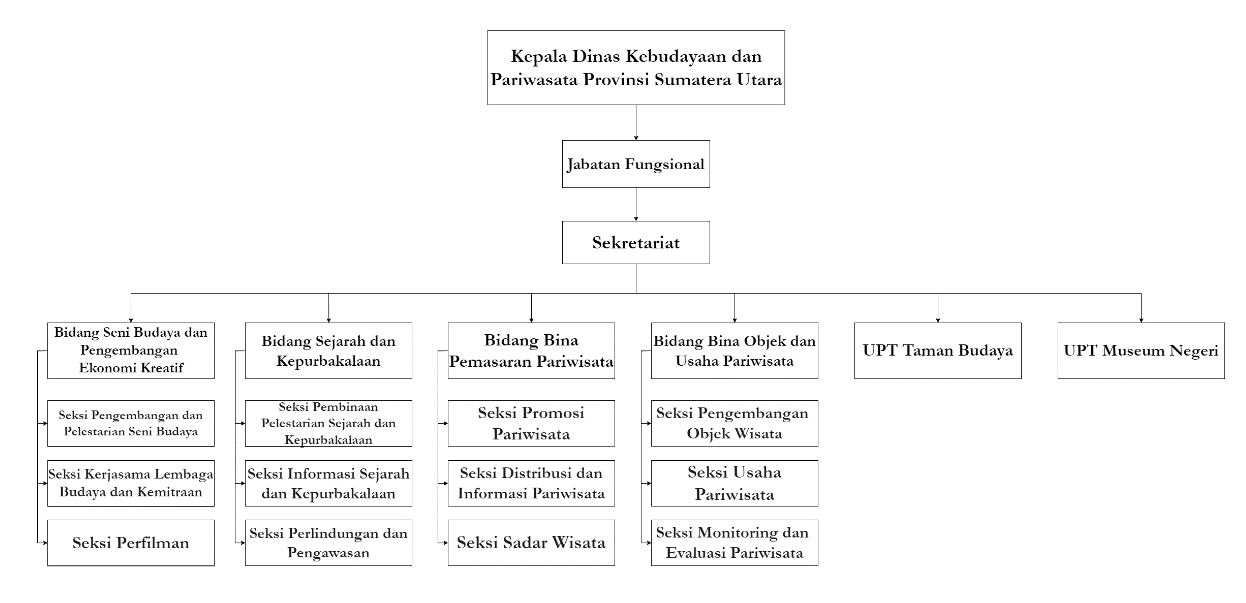 Kepala Dinas Kebudayaan dan
Pariwasata Provinsi Sumatera Utara
Jabatan Fungsional
Sekretariat
Bidang Seni Budaya dan
Pengembangan
Ekonomi Kreatif
Bidang Sejarah dan
Kepurbakalaan
Bidang Bina
Pemasaran Pariwisata
Bidang Bina Objek dan
Usaha Pariwisata
UPT Taman Budaya
UPT Museum Negeri
Seksi Pengembangan dan
Pelestarian Seni Budaya
Seksi Pembinaan
Pelestarian Sejarah dan
Kepurbakalaan
Seksi Promosi
Pariwisata
Seksi Pengembangan
Objek Wisata
Seksi Kerjasama Lembaga
Budaya dan Kemitraan
Seksi Informasi Sejarah
dan Kepurbakalaan
Seksi Distribusi dan
Informasi Pariwisata
Seksi Usaha
Pariwisata
Seksi Perfilman
Seksi Perlindungan dan
Pengawasan
Seksi Sadar Wisata
Seksi Monitoring dan
Evaluasi Pariwisata